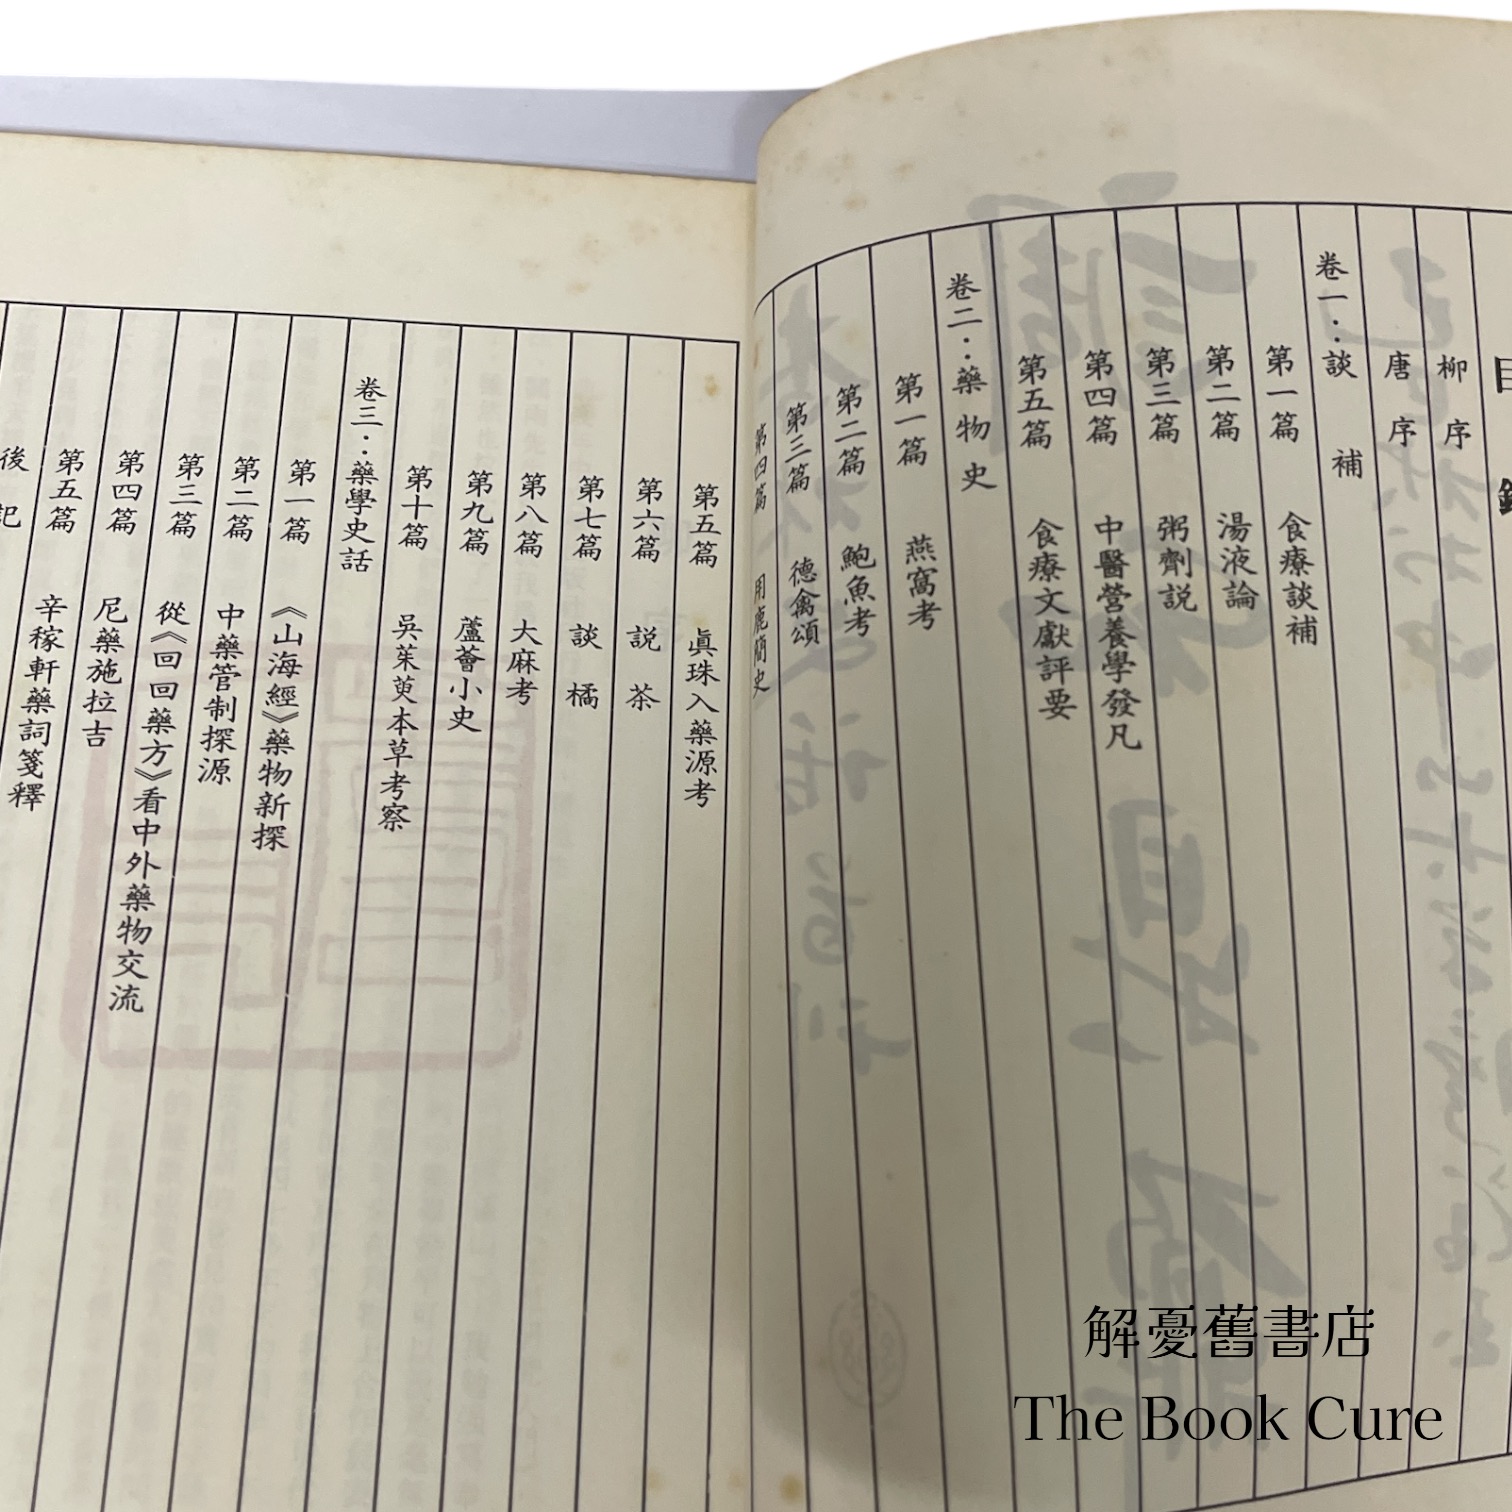 目錄
柳序
唐序
卷一：談補
第一篇 食療談補
第二篇 湯液論
第三篇 粥劑説
第四篇 中醫營養學發凡
第五篇 食療文獻評要
卷二：藥物史
第一篇 燕窩考
第二篇 鮑魚考
第三篇 德禽頌
第四篇 用鹿簡史
第五篇 眞珠入藥源考
第六篇 説茶
第七篇 談橘
第八篇 大麻考
第九篇 蘆薈小史
第十篇 吳茱萸本草考察
卷三：藥學史話
第一篇 《山海經》藥物新探
第二篇 中藥管制探源
第三篇 從《回回藥方》看中外藥物交流
第四篇 尼藥施拉吉
第五篇 辛稼軒藥詞箋釋
後記
解憂舊書店
The Book Cure